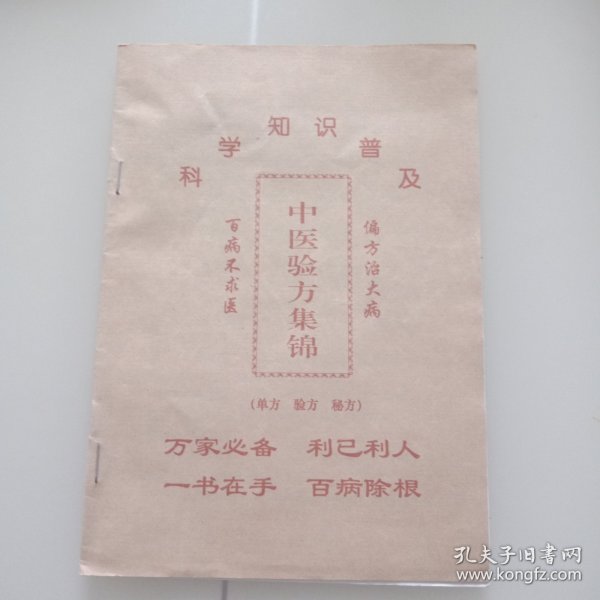 科学知识普及
偏方治大病
中医验方集锦
百病不求医
(单方 验方 秘方)
万家必备 利己利人
一书在手 百病除根
孔夫子旧书网
www.kongfz.com